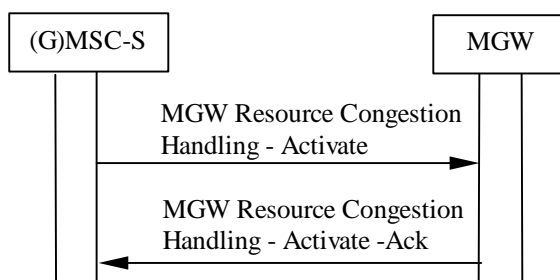 (G)MSC-S
MGW
MGW Resource Congestion
Handling - Activate
MGW Resource Congestion
Handling - Activate -Ack